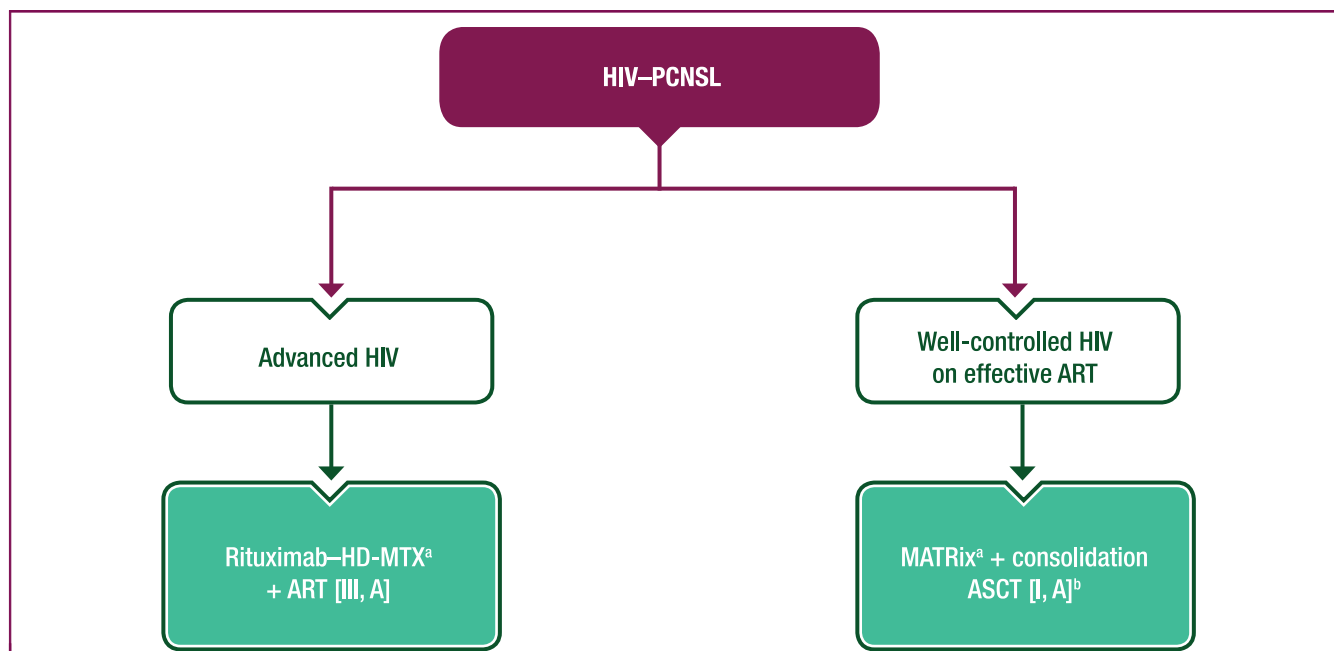 HIV–PCNSL
Advanced HIV
Well-controlled HIV
on effective ART
Rituximab–HD-MTXᵃ
+ ART [III, A]
MATRixᵃ + consolidation
ASCT [I, A]ᵇ